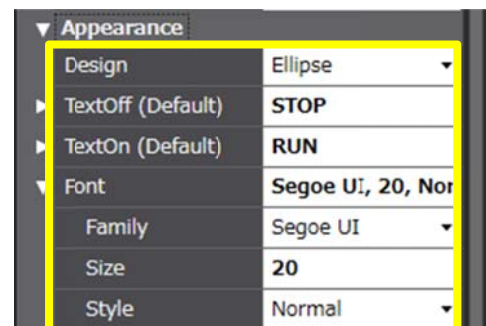 Appearance
Design Ellipse
TextOff (Default) STOP
TextOn (Default) RUN
Font Segoe UI, 20, Nor
Family Segoe UI
Size 20
Style Normal